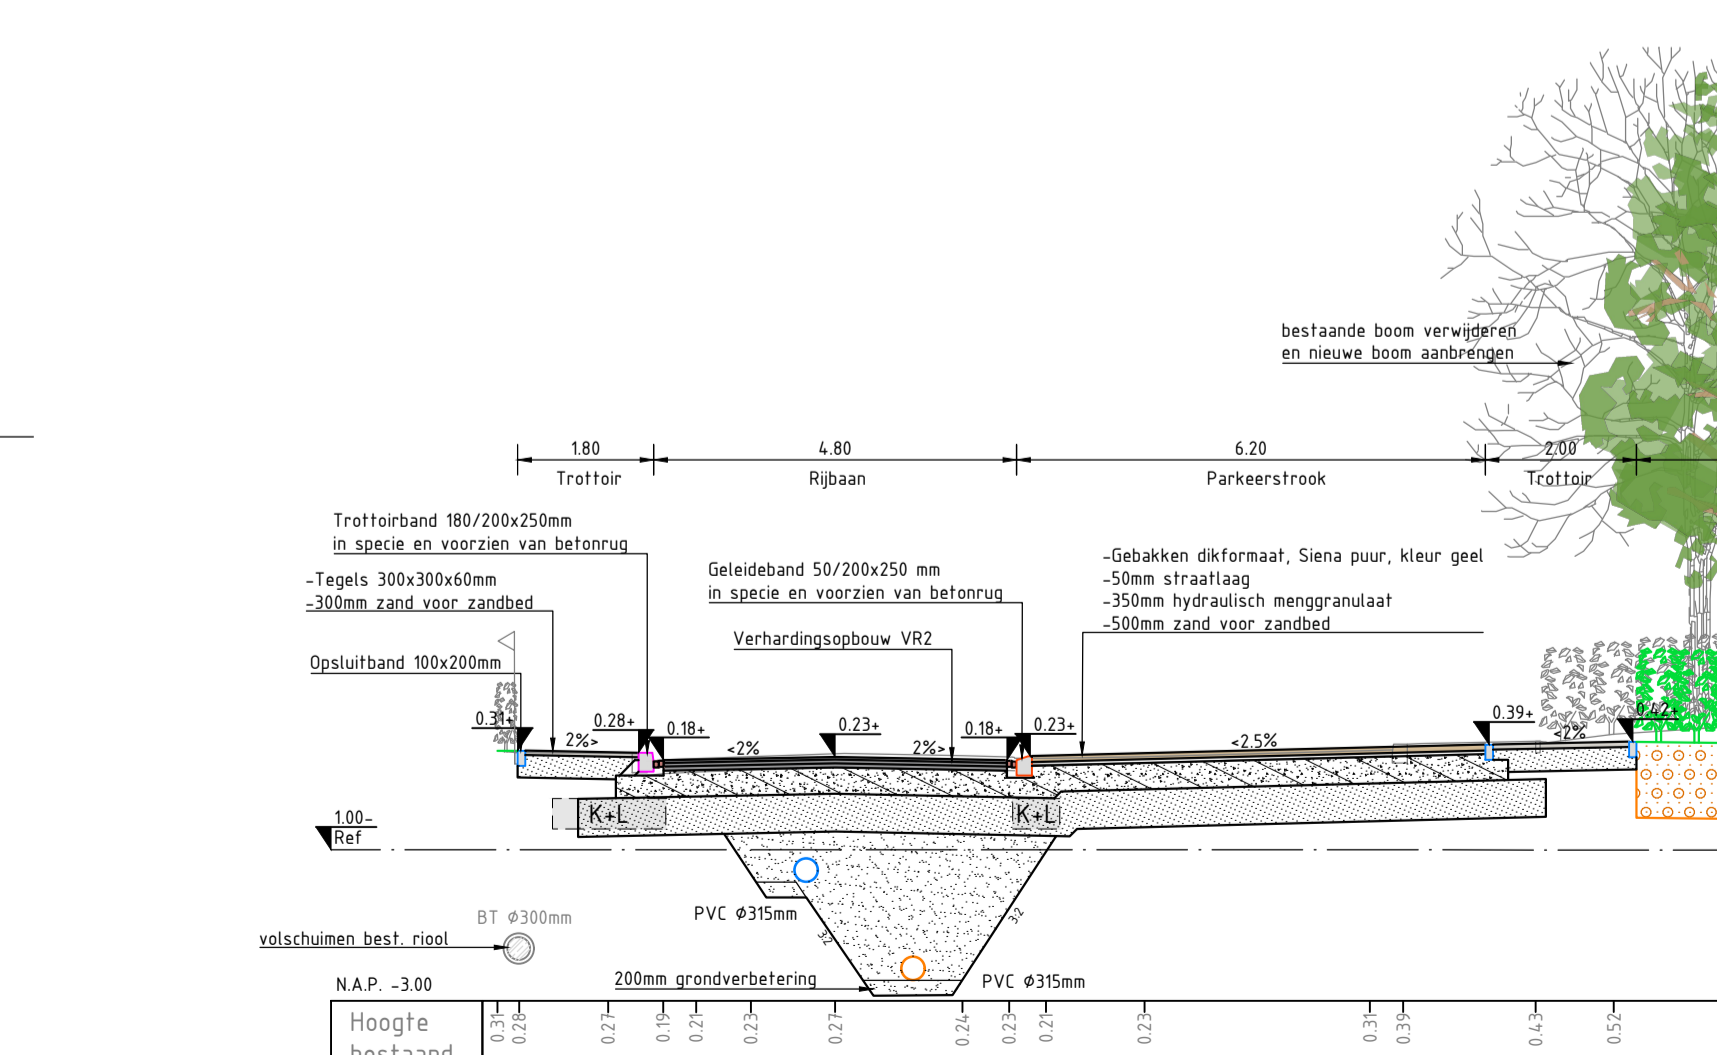 bestaande boom verwijderen
en nieuwe boom aanbrengen
1.80
4.80
6.20
2.00
Trottoir
Rijbaan
Parkeerstrook
Trottoir
Trottoirband 180/200x250mm
in specie en voorzien van betonrug
-Tegels 300x300x60mm
-300mm zand voor zandbed
Opsluitband 100x200mm
Geleideband 50/200x250 mm
in specie en voorzien van betonrug
Verhardingsopbouw VR2
-Gebakken dikformaat, Siena puur, kleur geel
-50mm straatlaag
-350mm hydraulisch menggranulaat
-500mm zand voor zandbed
0.31+
0.28+
0.18+
0.23+
0.18+
0.23+
0.39+
0.42+
2%>
<2%
2%>
<2.5%
<2%
K+L
K+L
1.00-
Ref
BT Ø300mm
volschuimen best. riool
PVC Ø315mm
3:2
3:2
200mm grondverbetering
PVC Ø315mm
N.A.P. -3.00
Hoogte
bestaand
0.31
0.28
0.27
0.19
0.21
0.23
0.27
0.24
0.23
0.21
0.23
0.31
0.39
0.43
0.52